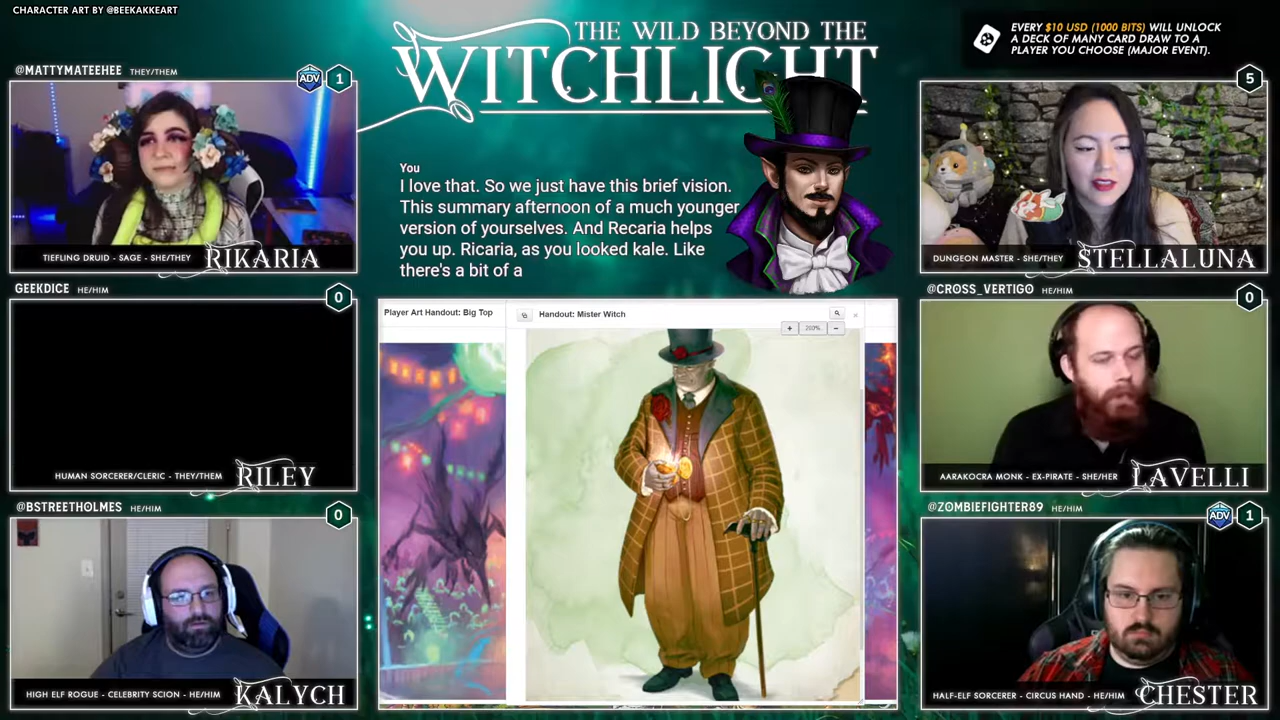 CHARACTER ART BY @BEEKAKKEART
THE WILD BEYOND THE
WITCHLIGHT
EVERY $10 USD (1000 BITS) WILL UNLOCK
A DECK OF MANY CARD DRAW TO A
PLAYER YOU CHOOSE (MAJOR EVENT).
@MATTYMATEEHEE THEY/THEM
ADV 1
TIEFLING DRUID - SAGE - SHE/THEY RIKARIA
You
I love that. So we just have this brief vision.
This summary afternoon of a much younger
version of yourselves. And Recaria helps
you up. Ricaria, as you looked kale. Like
there's a bit of a
5
DUNGEON MASTER - SHE/THEY STELLALUNA
GEEKDICE HE/HIM
0
HUMAN SORCERER/CLERIC - THEY/THEM RILEY
Player Art Handout: Big Top
Handout: Mister Witch
+ 200% −
@CROSS_VERTIGO HE/HIM
0
AARAKOCRA MONK - EX-PIRATE - SHE/HER LAVELLI
@BSTREETHOLMES HE/HIM
0
HIGH ELF ROGUE - CELEBRITY SCION - HE/HIM KALYCH
@ZOMBIEFIGHTER89 HE/HIM
ADV 1
HALF-ELF SORCERER - CIRCUS HAND - HE/HIM CHESTER